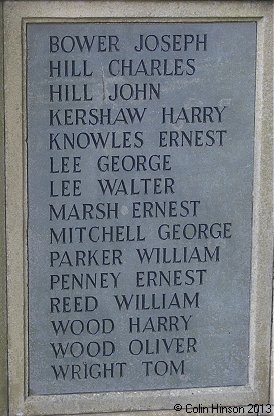 BOWER JOSEPH
HILL CHARLES
HILL JOHN
KERSHAW HARRY
KNOWLES ERNEST
LEE GEORGE
LEE WALTER
MARSH ERNEST
MITCHELL GEORGE
PARKER WILLIAM
PENNEY ERNEST
REED WILLIAM
WOOD HARRY
WOOD OLIVER
WRIGHT TOM
©Colin Hinson 2013